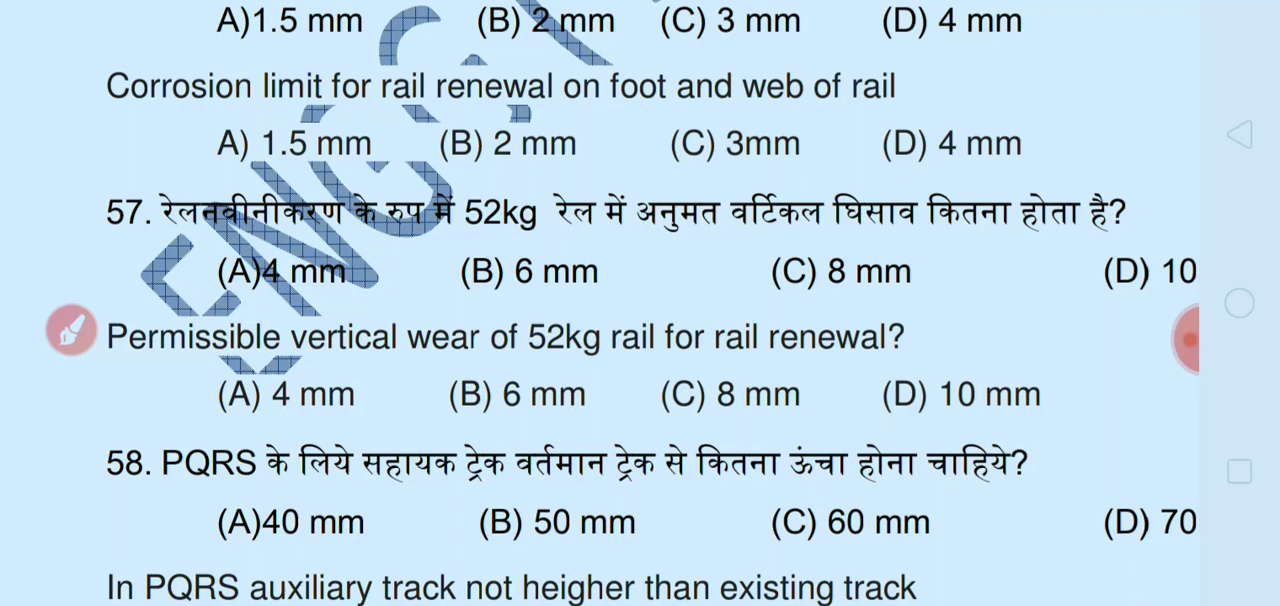 A)1.5 mm (B) 2 mm (C) 3 mm (D) 4 mm
Corrosion limit for rail renewal on foot and web of rail
A) 1.5 mm (B) 2 mm (C) 3mm (D) 4 mm
57. रेलनवीनीकरण के रुप में 52kg रेल में अनुमत वर्टिकल घिसाव कितना होता है?
(A)4 mm (B) 6 mm (C) 8 mm (D) 10
Permissible vertical wear of 52kg rail for rail renewal?
(A) 4 mm (B) 6 mm (C) 8 mm (D) 10 mm
58. PQRS के लिये सहायक ट्रेक वर्तमान ट्रेक से कितना ऊंचा होना चाहिये?
(A)40 mm (B) 50 mm (C) 60 mm (D) 70
In PQRS auxiliary track not heigher than existing track